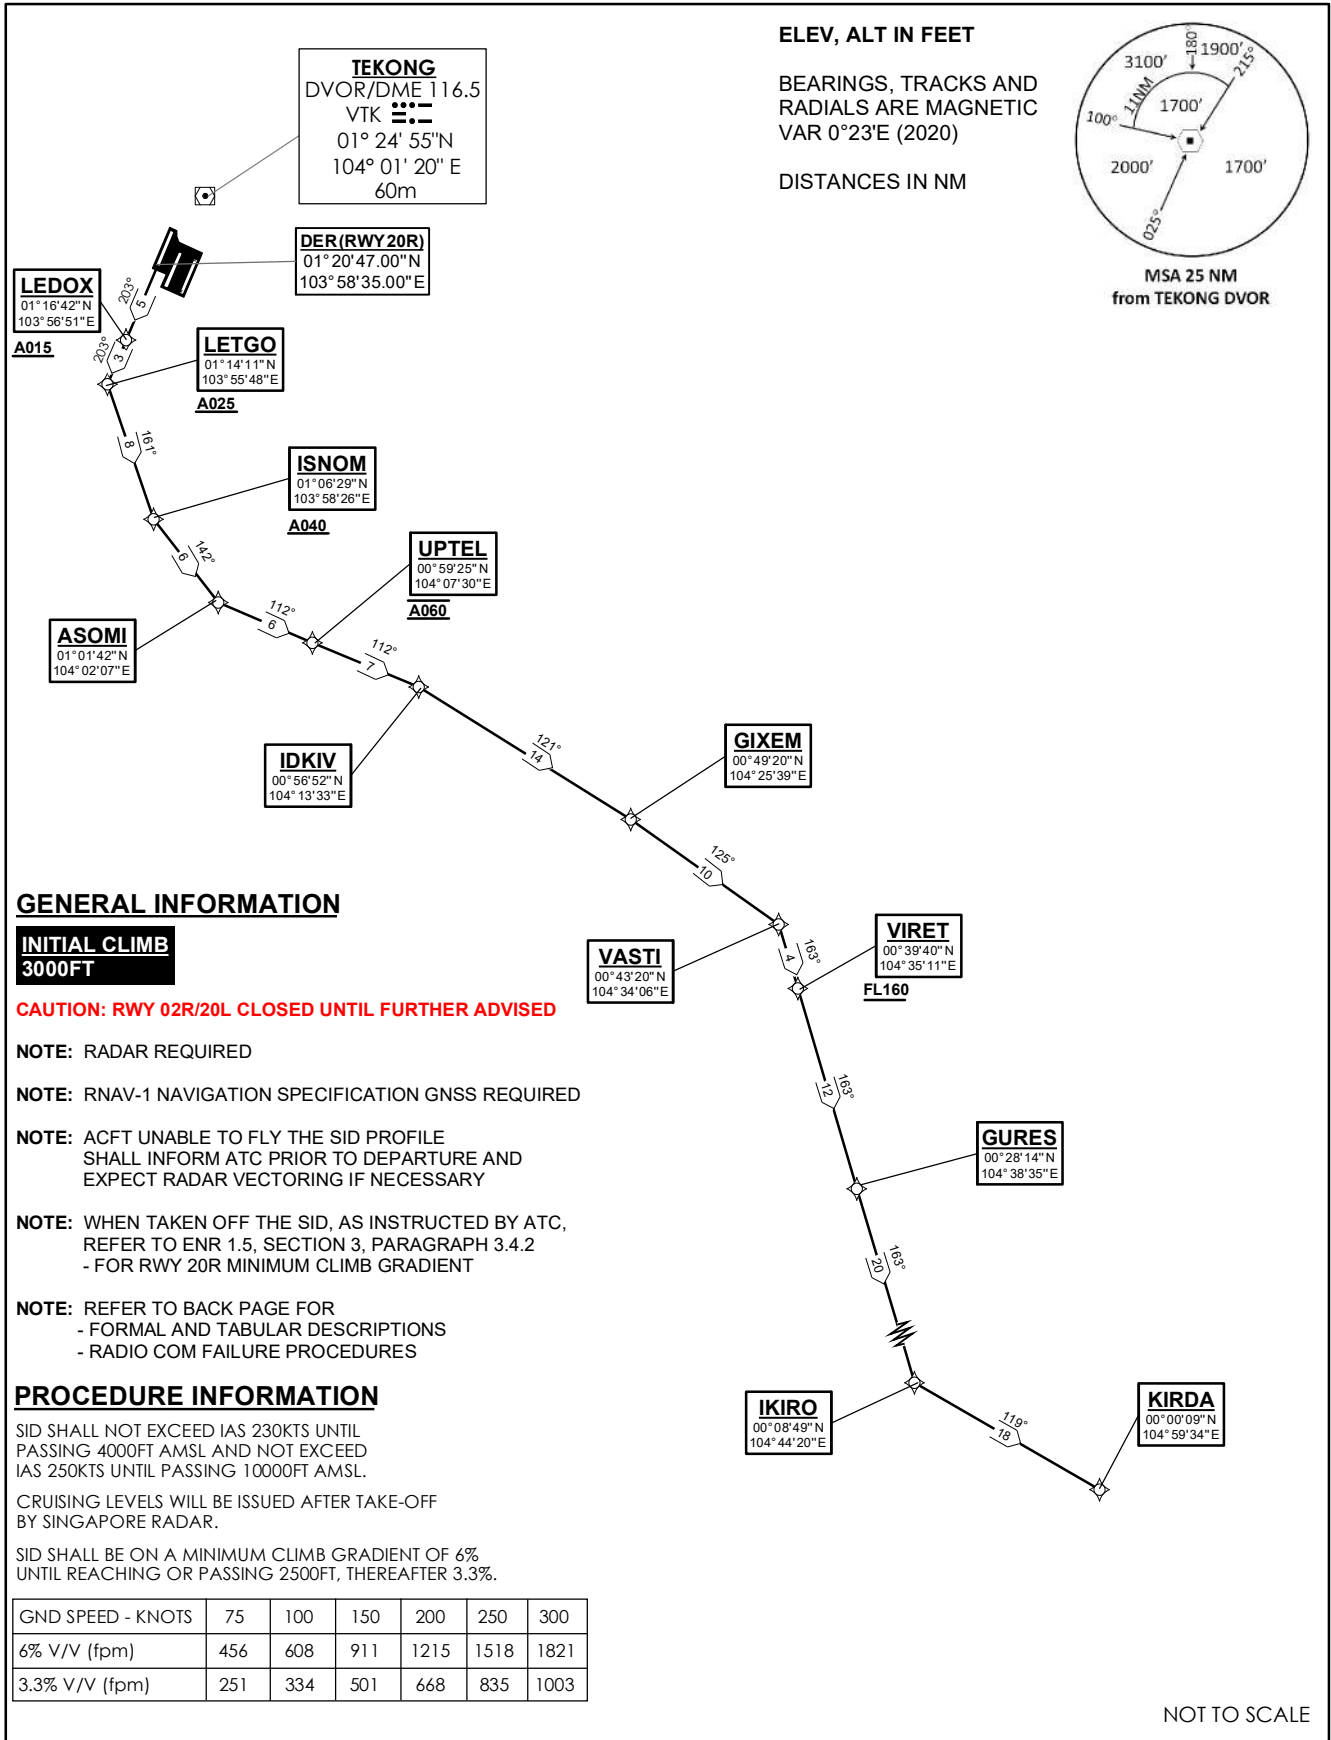 ELEV, ALT IN FEET
BEARINGS, TRACKS AND
RADIALS ARE MAGNETIC
VAR 0°23'E (2020)
DISTANCES IN NM
3100'
180°
1900'
215°
11NM
1700'
100°
2000'
1700'
025°
MSA 25 NM
from TEKONG DVOR
TEKONG
DVOR/DME 116.5
VTK
01° 24' 55"N
104° 01' 20" E
60m
DER(RWY20R)
01°20'47.00"N
103°58'35.00"E
LEDOX
01°16'42"N
103°56'51"E
A015
203°
5
203°
3
LETGO
01°14'11"N
103°55'48"E
A025
161°
8
ISNOM
01°06'29"N
103°58'26"E
A040
142°
6
UPTEL
00°59'25"N
104°07'30"E
A060
ASOMI
01°01'42"N
104°02'07"E
112°
6
112°
7
IDKIV
00°56'52"N
104°13'33"E
121°
14
GIXEM
00°49'20"N
104°25'39"E
125°
10
VASTI
00°43'20"N
104°34'06"E
163°
4
VIRET
00°39'40"N
104°35'11"E
FL160
163°
12
GURES
00°28'14"N
104°38'35"E
163°
20
IKIRO
00°08'49"N
104°44'20"E
119°
18
KIRDA
00°00'09"N
104°59'34"E
GENERAL INFORMATION
INITIAL CLIMB
3000FT
CAUTION: RWY 02R/20L CLOSED UNTIL FURTHER ADVISED
NOTE: RADAR REQUIRED
NOTE: RNAV-1 NAVIGATION SPECIFICATION GNSS REQUIRED
NOTE: ACFT UNABLE TO FLY THE SID PROFILE
SHALL INFORM ATC PRIOR TO DEPARTURE AND
EXPECT RADAR VECTORING IF NECESSARY
NOTE: WHEN TAKEN OFF THE SID, AS INSTRUCTED BY ATC,
REFER TO ENR 1.5, SECTION 3, PARAGRAPH 3.4.2
- FOR RWY 20R MINIMUM CLIMB GRADIENT
NOTE: REFER TO BACK PAGE FOR
- FORMAL AND TABULAR DESCRIPTIONS
- RADIO COM FAILURE PROCEDURES
PROCEDURE INFORMATION
SID SHALL NOT EXCEED IAS 230KTS UNTIL
PASSING 4000FT AMSL AND NOT EXCEED
IAS 250KTS UNTIL PASSING 10000FT AMSL.
CRUISING LEVELS WILL BE ISSUED AFTER TAKE-OFF
BY SINGAPORE RADAR.
SID SHALL BE ON A MINIMUM CLIMB GRADIENT OF 6%
UNTIL REACHING OR PASSING 2500FT, THEREAFTER 3.3%.
GND SPEED - KNOTS 75 100 150 200 250 300
6% V/V (fpm) 456 608 911 1215 1518 1821
3.3% V/V (fpm) 251 334 501 668 835 1003
NOT TO SCALE